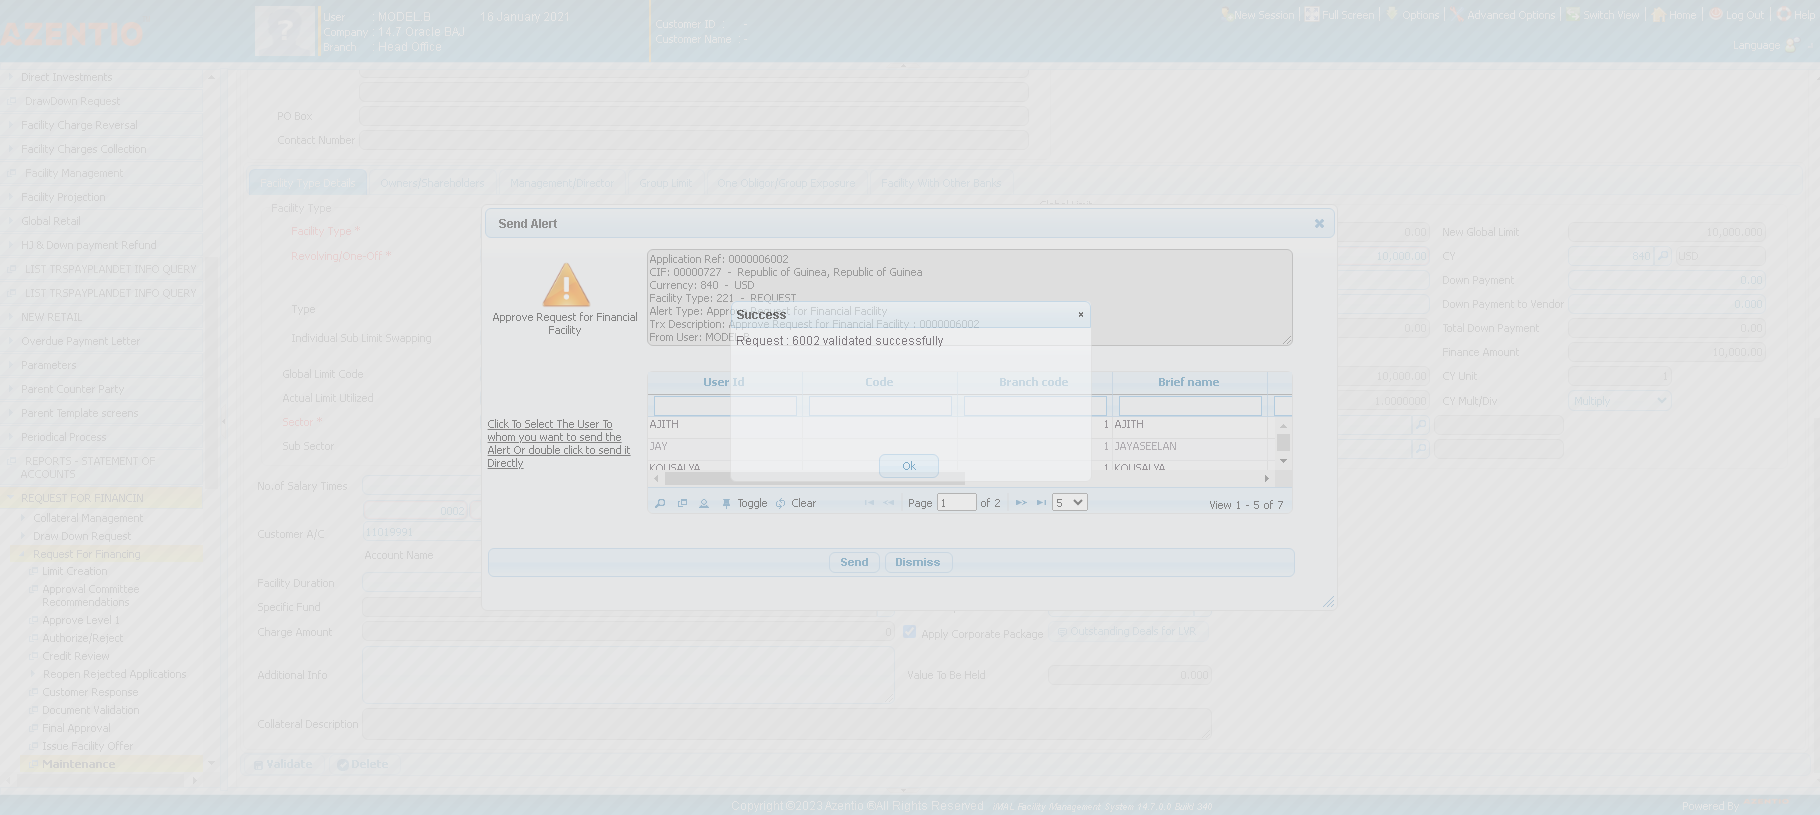 AZENTIO
User MODEL B 16 January 2021
Company 14.7 Oracle BAJ
Branch Head Office
Customer ID -
Customer Name -
New Session Full Screen Options Advanced Options Switch View Home Log Out Help
Language
Direct Investments
DrawDown Request
Facility Charge Reversal
Facility Charges Collection
Facility Management
Facility Projection
Global Retail
HJ & Down payment Refund
LIST TRSPAYPLANDET INFO QUERY
LIST TRSPAYPLANDET INFO QUERY
NEW RETAIL
Overdue Payment Letter
Parameters
Parent Counter Party
Parent Template screens
Periodical Process
REPORTS - STATEMENT OF
ACCOUNTS
REQUEST FOR FINANCIN
Collateral Management
Draw Down Request
Request For Financing
Limit Creation
Approval Committee
Recommendations
Approve Level 1
Authorize/Reject
Credit Review
Reopen Rejected Applications
Customer Response
Document Validation
Final Approval
Issue Facility Offer
Maintenance
PO Box
Contact Number
Facility Type Details Owners/Shareholders Management/Director Group Limit One Obligor/Group Exposure Facility With Other Banks
Facility Type
Facility Type *
Revolving/One-Off *
Type
Individual Sub Limit Swapping
Global Limit Code
Actual Limit Utilized
Sector *
Sub Sector
No.of Salary Times
0002
Customer A/C 11019991
Account Name
Facility Duration
Specific Fund
Charge Amount 0 Apply Corporate Package Outstanding Deals for LVR
Additional Info Value To Be Held 0.000
Collateral Description
Validate Delete
0.00 New Global Limit 10,000.00
10,000.00 CY 840 USD
Down Payment 0.00
Down Payment to Vendor 0.000
0.00 Total Down Payment 0.00
Finance Amount 10,000.00
10,000.00 CY Unit 1
CY Mult/Div. 1.0000000 Multiply
Send Alert
Approve Request for Financial
Facility
Application Ref: 0000006002
CIF: 00000727 - Republic of Guinea, Republic of Guinea
Currency: 840 - USD
Facility Type: 221 - REQUEST
Alert Type: Approve Request for Financial Facility
Trx Description: Approve Request for Financial Facility : 0000006002
From User: MODEL B
Success
Request : 6002 validated successfully
Ok
User Id Code Branch code Brief name
AJITH 1 AJITH
JAY 1 JAYASEELAN
KOUSALYA 1 KOUSALYA
Click To Select The User To
whom you want to send the
Alert Or double click to send it
Directly
Toggle Clear Page 1 of 2 5 View 1 - 5 of 7
Send Dismiss
Copyright ©2023 Azentio ®All Rights Reserved
Powered By